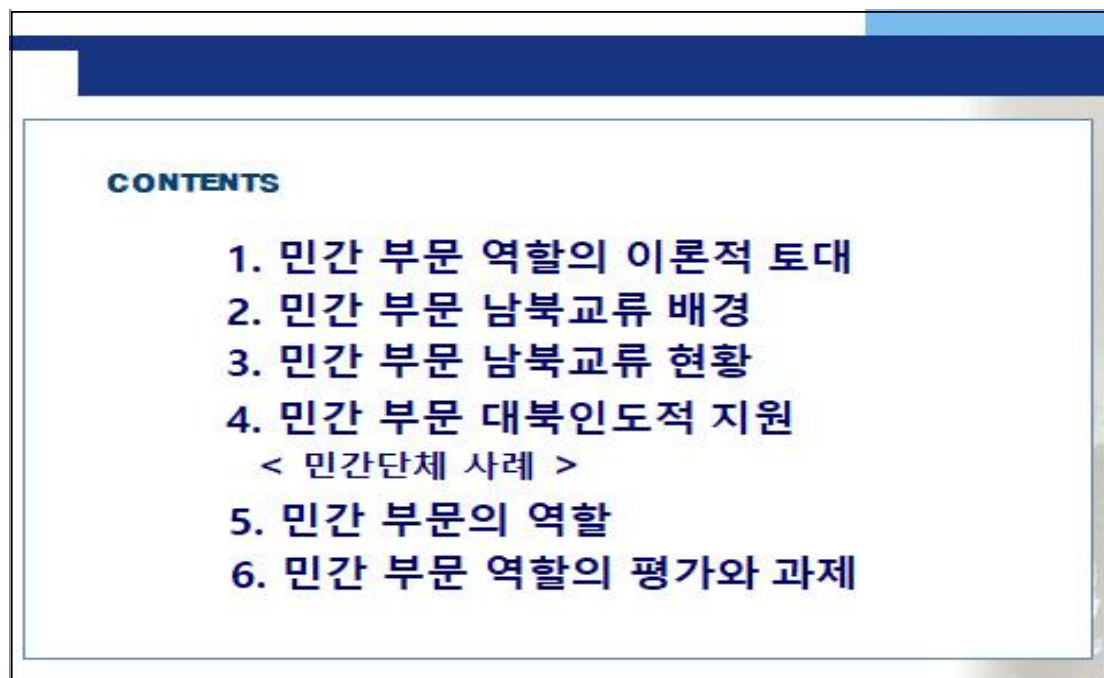 CONTENTS
1. 민간 부문 역할의 이론적 토대
2. 민간 부문 남북교류 배경
3. 민간 부문 남북교류 현황
4. 민간 부문 대북인도적 지원
< 민간단체 사례 >
5. 민간 부문의 역할
6. 민간 부문 역할의 평가와 과제